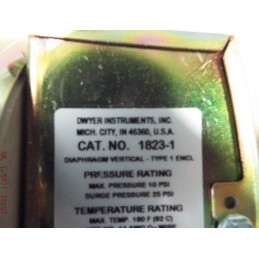 DWYER INSTRUMENTS, INC.
MICH. CITY, IN 46360, U.S.A.
CAT. NO. 1823-1
DIAPHRAGM VERTICAL - TYPE 1 ENCL
PRESSURE RATING
MAX. PRESSURE 10 PSI
SURGE PRESSURE 25 PSI
TEMPERATURE RATING
MAX. TEMP. 180 F (82 C)